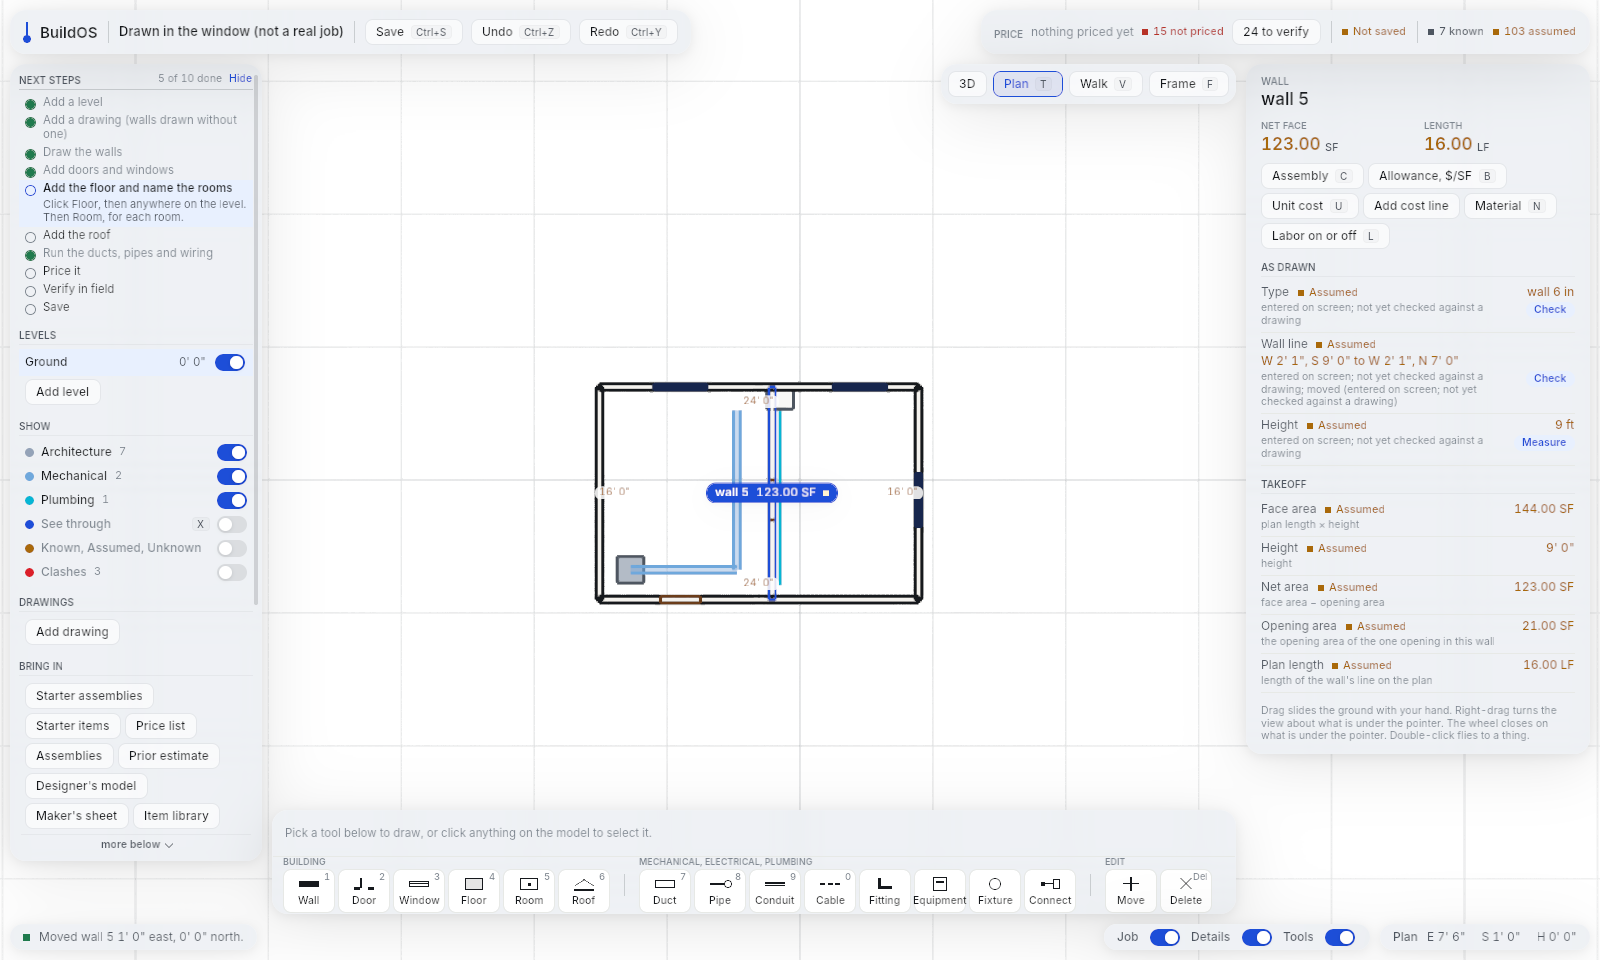 BuildOS
Drawn in the window (not a real job)
Save Ctrl+S
Undo Ctrl+Z
Redo Ctrl+Y
PRICE nothing priced yet 15 not priced
24 to verify
Not saved
7 known 103 assumed
3D
Plan T
Walk V
Frame F
NEXT STEPS 5 of 10 done Hide
Add a level
Add a drawing (walls drawn without
one)
Draw the walls
Add doors and windows
Add the floor and name the rooms
Click Floor, then anywhere on the level.
Then Room, for each room.
Add the roof
Run the ducts, pipes and wiring
Price it
Verify in field
Save
LEVELS
Ground 0' 0"
Add level
SHOW
Architecture 7
Mechanical 2
Plumbing 1
See through X
Known, Assumed, Unknown
Clashes 3
DRAWINGS
Add drawing
BRING IN
Starter assemblies
Starter items Price list
Assemblies Prior estimate
Designer's model
Maker's sheet Item library
more below
24' 0"
16' 0"
wall 5 123.00 SF
16' 0"
24' 0"
WALL
wall 5
NET FACE LENGTH
123.00 SF 16.00 LF
Assembly C Allowance, $/SF B
Unit cost U Add cost line Material N
Labor on or off L
AS DRAWN
Type Assumed wall 6 in
entered on screen; not yet checked against a
drawing
Check
Wall line Assumed
W 2' 1", S 9' 0" to W 2' 1", N 7' 0"
entered on screen; not yet checked against a
drawing; moved (entered on screen; not yet
checked against a drawing)
Check
Height Assumed 9 ft
entered on screen; not yet checked against a
drawing
Measure
TAKEOFF
Face area Assumed 144.00 SF
plan length × height
Height Assumed 9' 0"
height
Net area Assumed 123.00 SF
face area − opening area
Opening area Assumed 21.00 SF
the opening area of the one opening in this wall
Plan length Assumed 16.00 LF
length of the wall's line on the plan
Drag slides the ground with your hand. Right-drag turns the
view about what is under the pointer. The wheel closes on
what is under the pointer. Double-click flies to a thing.
Pick a tool below to draw, or click anything on the model to select it.
BUILDING MECHANICAL, ELECTRICAL, PLUMBING EDIT
1 2 3 4 5 6 7 8 9 0 Del
Wall Door Window Floor Room Roof Duct Pipe Conduit Cable Fitting Equipment Fixture Connect Move Delete
Moved wall 5 1' 0" east, 0' 0" north.
Job Details Tools
Plan E 7' 6" S 1' 0" H 0' 0"